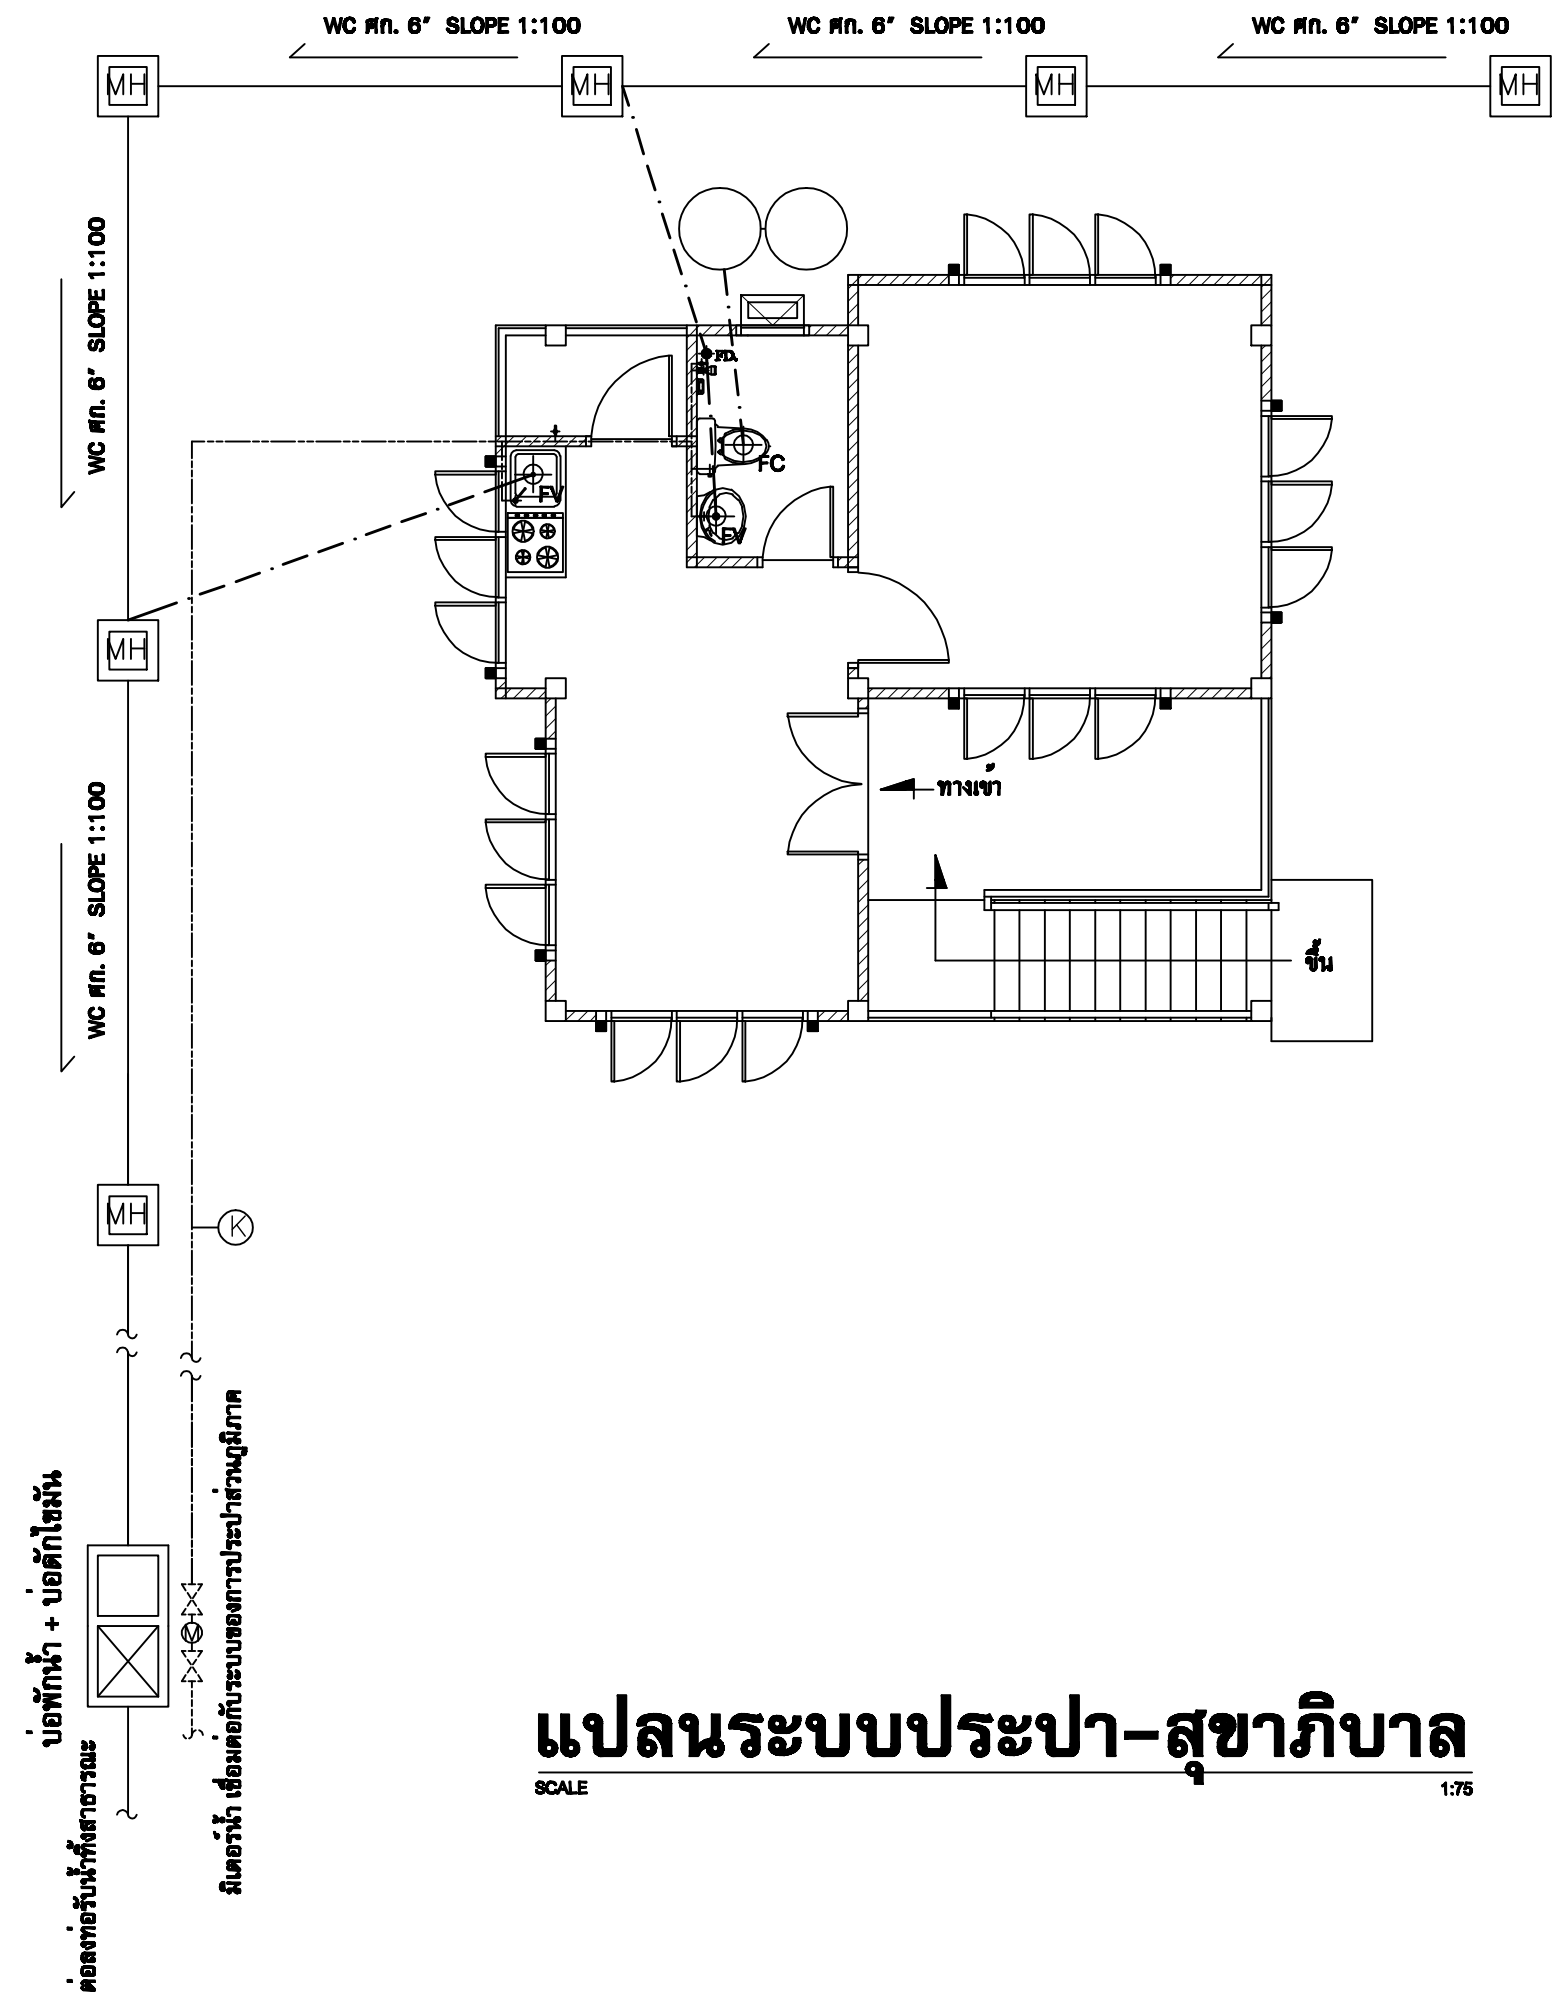 WC ศก. 6" SLOPE 1:100
WC ศก. 6" SLOPE 1:100
WC ศก. 6" SLOPE 1:100
MH
MH
MH
MH
WC ศก. 6" SLOPE 1:100
F.D.
FC
FV
FV
MH
ทางเข้า
WC ศก. 6" SLOPE 1:100
ขึ้น
MH
K
บ่อพักน้ำ + บ่อดักไขมัน
ต่อลงท่อรับน้ำทิ้งสาธารณะ
M
มิเตอร์น้ำ เชื่อมต่อกับระบบของการประปาส่วนภูมิภาค
แปลนระบบประปา-สุขาภิบาล
SCALE 1:75